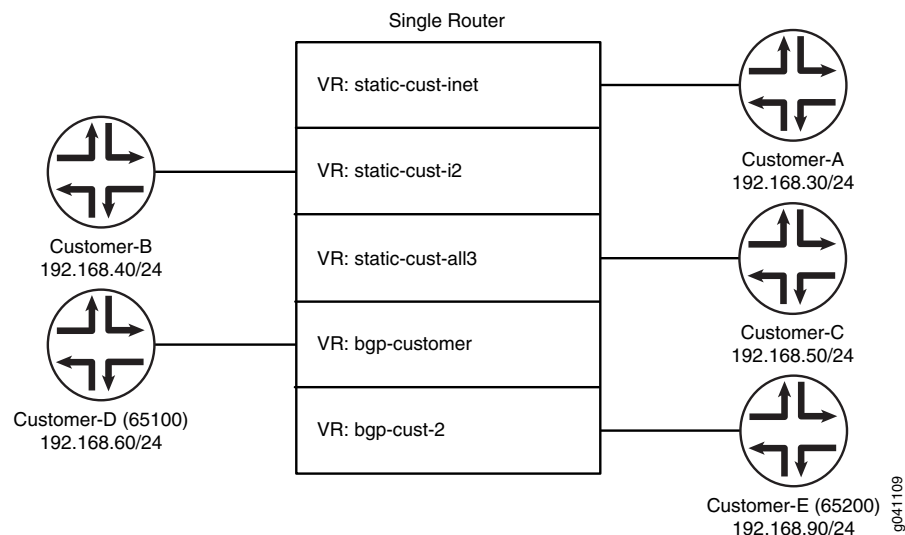 Single Router
VR: static-cust-inet
VR: static-cust-i2
VR: static-cust-all3
VR: bgp-customer
VR: bgp-cust-2
Customer-A
192.168.30/24
Customer-B
192.168.40/24
Customer-C
192.168.50/24
Customer-D (65100)
192.168.60/24
Customer-E (65200)
192.168.90/24
g041109